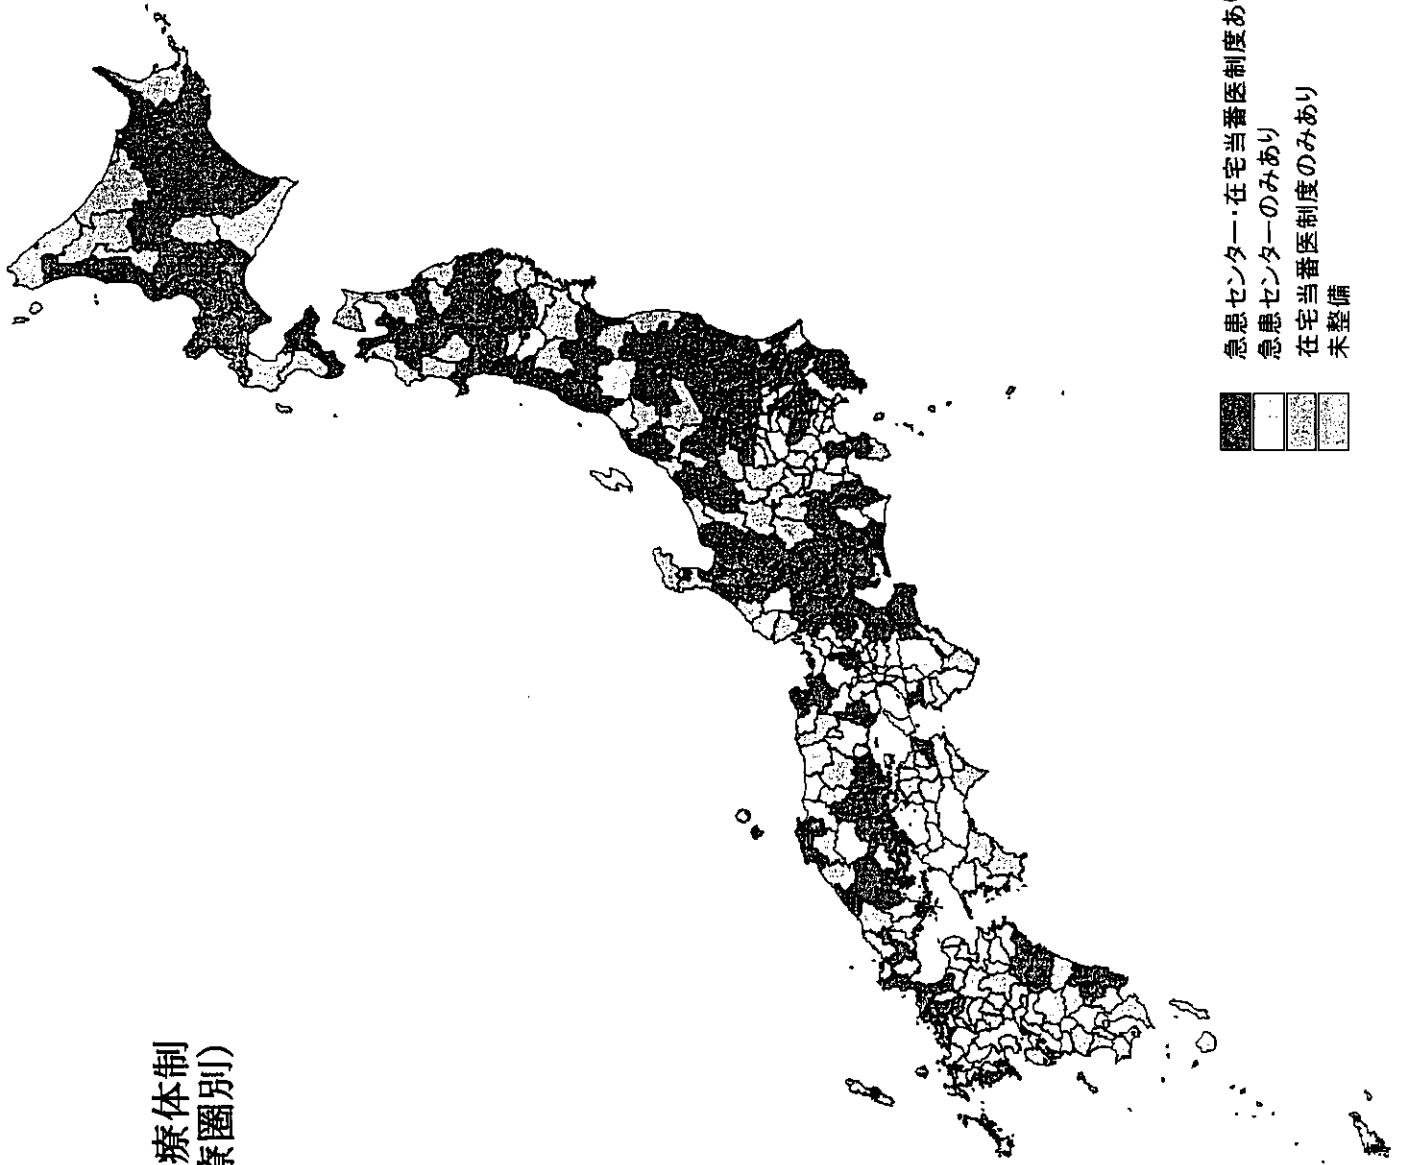 療体制
療圏別)
急患センター・在宅当番医制度あり
急患センターのみあり
在宅当番医制度のみあり
未整備